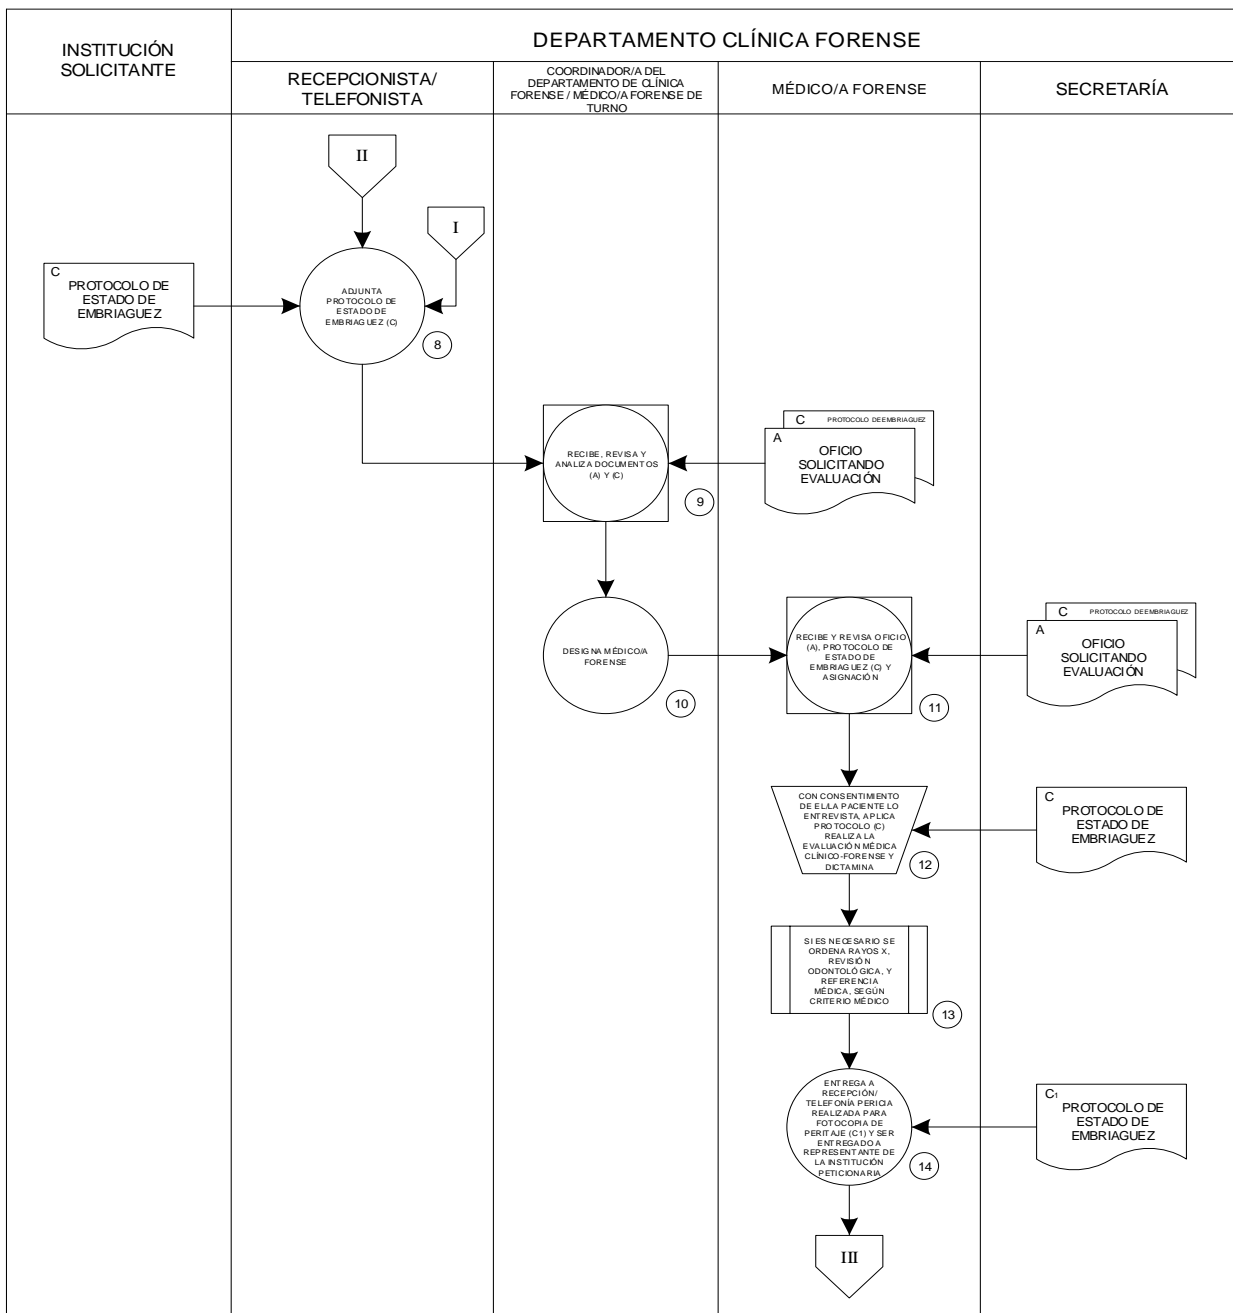 INSTITUCIÓN
SOLICITANTE
DEPARTAMENTO CLÍNICA FORENSE
RECEPCIONISTA/
TELEFONISTA
COORDINADOR/A DEL
DEPARTAMENTO DE CLÍNICA
FORENSE / MÉDICO/A FORENSE DE
TURNO
MÉDICO/A FORENSE
SECRETARÍA
II
I
C
PROTOCOLO DE
ESTADO DE
EMBRIAGUEZ
ADJUNTA
PROTOCOLO DE
ESTADO DE
EMBRIAGUEZ (C)
8
RECIBE, REVISA Y
ANALIZA DOCUMENTOS
(A) Y (C)
9
C PROTOCOLO DE EMBRIAGUEZ
A
OFICIO
SOLICITANDO
EVALUACIÓN
DESIGNA MÉDICO/A
FORENSE
10
RECIBE Y REVISA OFICIO
(A), PROTOCOLO DE
ESTADO DE
EMBRIAGUEZ (C) Y
ASIGNACIÓN
11
C PROTOCOLO DE EMBRIAGUEZ
A
OFICIO
SOLICITANDO
EVALUACIÓN
CON CONSENTIMIENTO
DE EL/LA PACIENTE LO
ENTREVISTA, APLICA
PROTOCOLO (C)
REALIZA LA
EVALUACIÓN MÉDICA
CLÍNICO-FORENSE Y
DICTAMINA
12
C
PROTOCOLO DE
ESTADO DE
EMBRIAGUEZ
SI ES NECESARIO SE
ORDENA RAYOS X,
REVISIÓN
ODONTOLÓGICA, Y
REFERENCIA
MÉDICA, SEGÚN
CRITERIO MÉDICO
13
ENTREGA A
RECEPCIÓN/
TELEFONÍA PERICIA
REALIZADA PARA
FOTOCOPIA DE
PERITAJE (C1) Y SER
ENTREGADO A
REPRESENTANTE DE
LA INSTITUCIÓN
PETICIONARIA
14
C1
PROTOCOLO DE
ESTADO DE
EMBRIAGUEZ
III